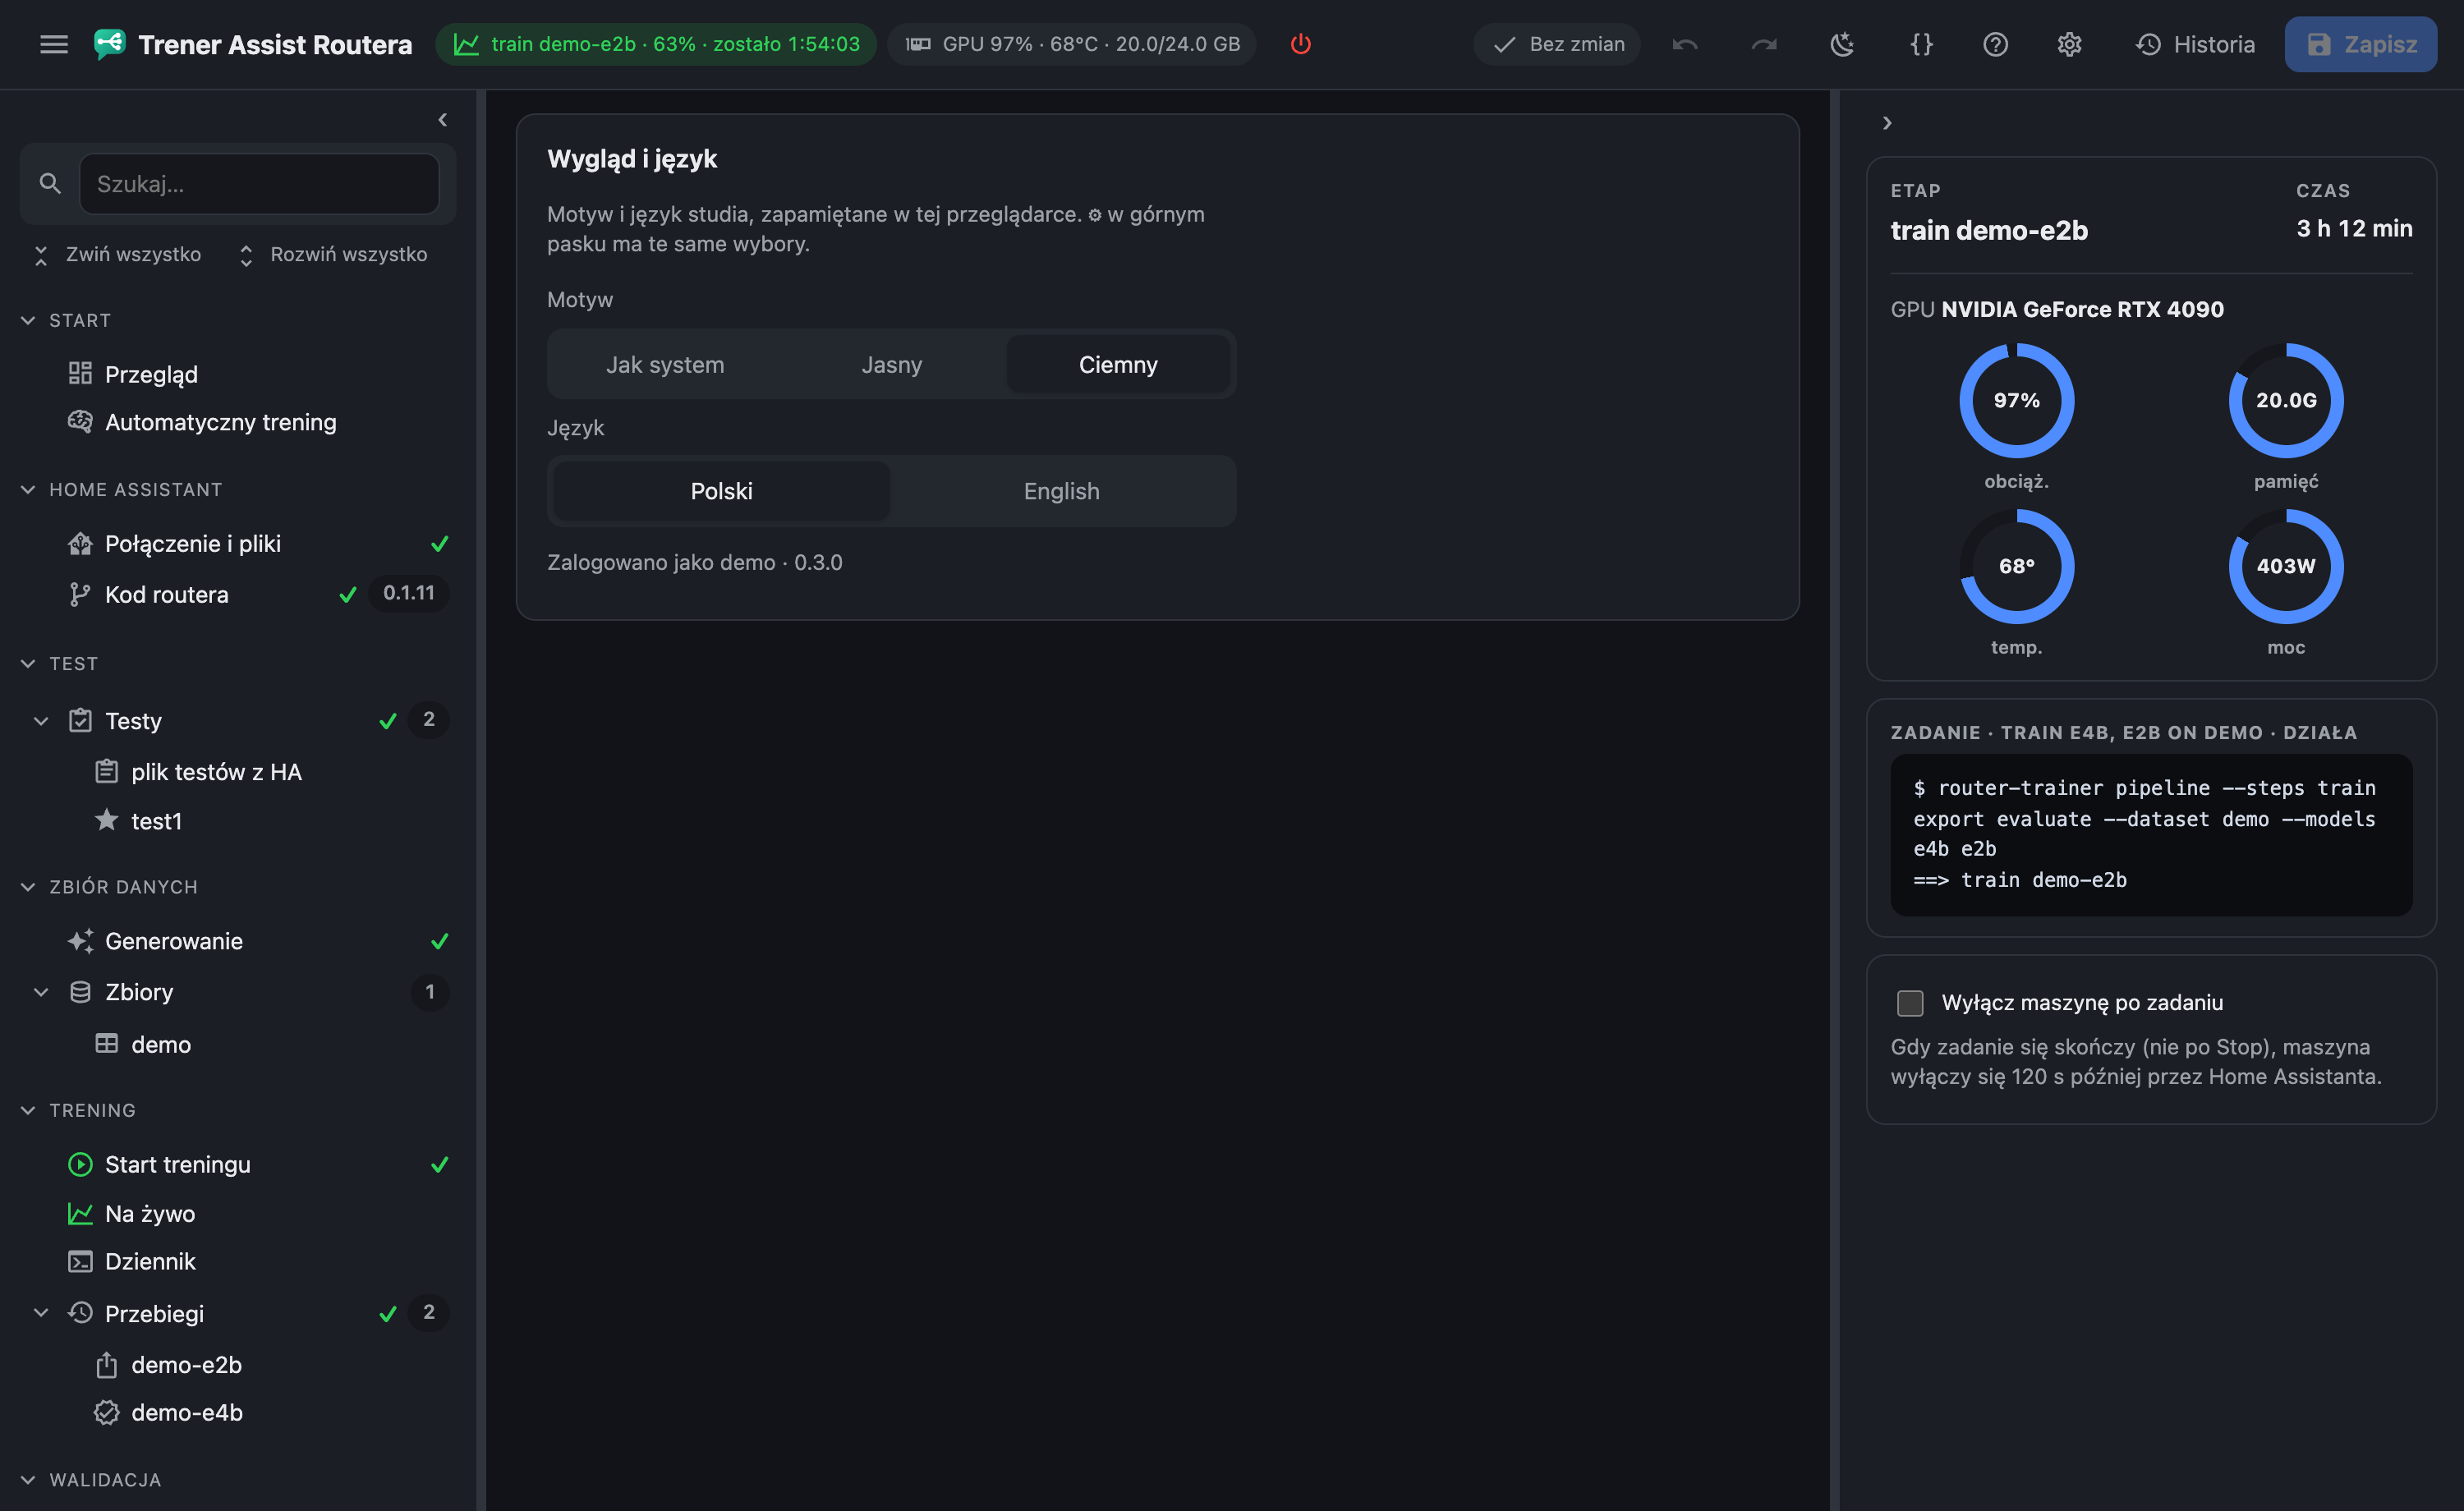 Trener Assist Routera
train demo-e2b · 63% · zostało 1:54:03
GPU 97% · 68°C · 20.0/24.0 GB
Bez zmian
{}
Historia
Zapisz
Szukaj...
Zwiń wszystko
Rozwiń wszystko
START
Przegląd
Automatyczny trening
HOME ASSISTANT
Połączenie i pliki
Kod routera
0.1.11
TEST
Testy
2
plik testów z HA
test1
ZBIÓR DANYCH
Generowanie
Zbiory
1
demo
TRENING
Start treningu
Na żywo
Dziennik
Przebiegi
2
demo-e2b
demo-e4b
WALIDACJA
Wygląd i język
Motyw i język studia, zapamiętane w tej przeglądarce. ⚙ w górnym
pasku ma te same wybory.
Motyw
Jak system
Jasny
Ciemny
Język
Polski
English
Zalogowano jako demo · 0.3.0
ETAP
CZAS
train demo-e2b
3 h 12 min
GPU NVIDIA GeForce RTX 4090
97%
20.0G
obciąż.
pamięć
68°
403W
temp.
moc
ZADANIE · TRAIN E4B, E2B ON DEMO · DZIAŁA
$ router-trainer pipeline --steps train
export evaluate --dataset demo --models
e4b e2b
==> train demo-e2b
Wyłącz maszynę po zadaniu
Gdy zadanie się skończy (nie po Stop), maszyna
wyłączy się 120 s później przez Home Assistanta.